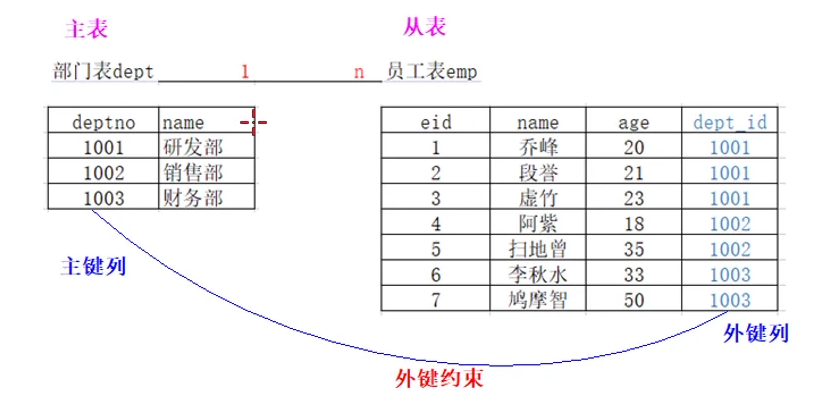 主表 从表
部门表dept 1 n 员工表emp
deptno name
1001 研发部
1002 销售部
1003 财务部
eid name age dept_id
1 乔峰 20 1001
2 段誉 21 1001
3 虚竹 23 1001
4 阿紫 18 1002
5 扫地曾 35 1002
6 李秋水 33 1003
7 鸠摩智 50 1003
主键列
外键列
外键约束